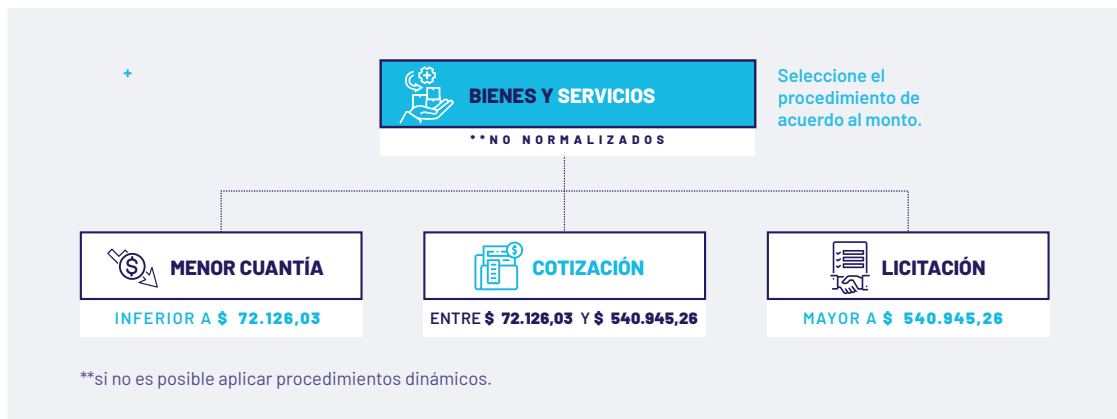 +
BIENES Y SERVICIOS
**NO NORMALIZADOS
Seleccione el
procedimiento de
acuerdo al monto.
MENOR CUANTÍA
INFERIOR A $ 72.126,03
COTIZACIÓN
ENTRE $ 72.126,03 Y $ 540.945,26
LICITACIÓN
MAYOR A $ 540.945,26
**si no es posible aplicar procedimientos dinámicos.